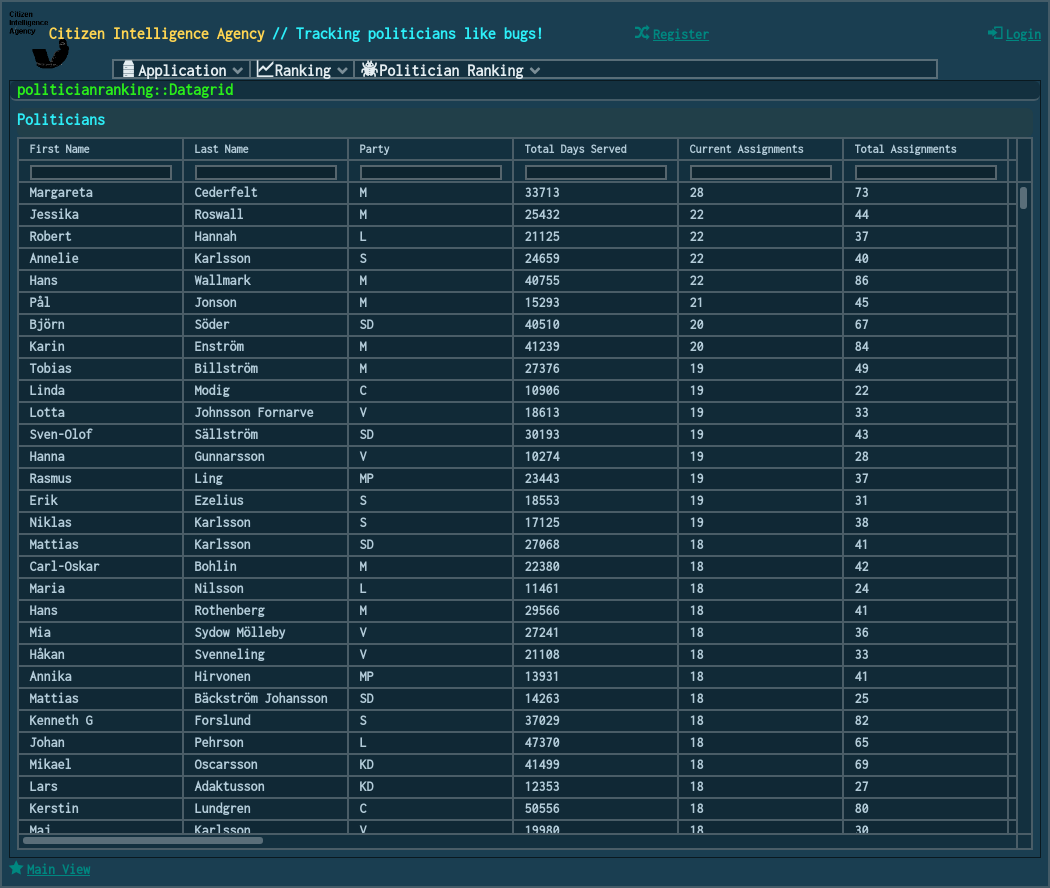 Citizen
Intelligence
Agency
Citizen Intelligence Agency // Tracking politicians like bugs!
Register
Login
Application
Ranking
Politician Ranking
politicianranking::Datagrid
Politicians
First Name Last Name Party Total Days Served Current Assignments Total Assignments
Margareta Cederfelt M 33713 28 73
Jessika Roswall M 25432 22 44
Robert Hannah L 21125 22 37
Annelie Karlsson S 24659 22 40
Hans Wallmark M 40755 22 86
Pål Jonson M 15293 21 45
Björn Söder SD 40510 20 67
Karin Enström M 41239 20 84
Tobias Billström M 27376 19 49
Linda Modig C 10906 19 22
Lotta Johnsson Fornarve V 18613 19 33
Sven-Olof Sällström SD 30193 19 43
Hanna Gunnarsson V 10274 19 28
Rasmus Ling MP 23443 19 37
Erik Ezelius S 18553 19 31
Niklas Karlsson S 17125 19 38
Mattias Karlsson SD 27068 18 41
Carl-Oskar Bohlin M 22380 18 42
Maria Nilsson L 11461 18 24
Hans Rothenberg M 29566 18 41
Mia Sydow Mölleby V 27241 18 36
Håkan Svenneling V 21108 18 33
Annika Hirvonen MP 13931 18 41
Mattias Bäckström Johansson SD 14263 18 25
Kenneth G Forslund S 37029 18 82
Johan Pehrson L 47370 18 65
Mikael Oscarsson KD 41499 18 69
Lars Adaktusson KD 12353 18 27
Kerstin Lundgren C 50556 18 80
Maj Karlsson V 19980 18 30
Main View